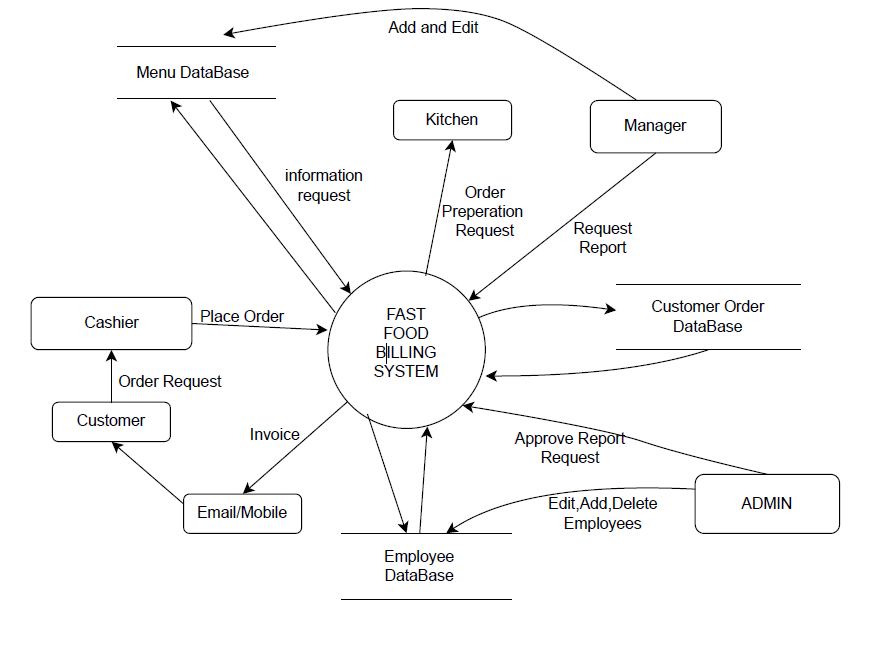 Add and Edit
Menu DataBase
Kitchen
Manager
information
request
Order
Preperation
Request
Request
Report
Cashier
Place Order
FAST
FOOD
BILLING
SYSTEM
Customer Order
DataBase
Order Request
Customer
Invoice
Approve Report
Request
Email/Mobile
Edit,Add,Delete
Employees
ADMIN
Employee
DataBase